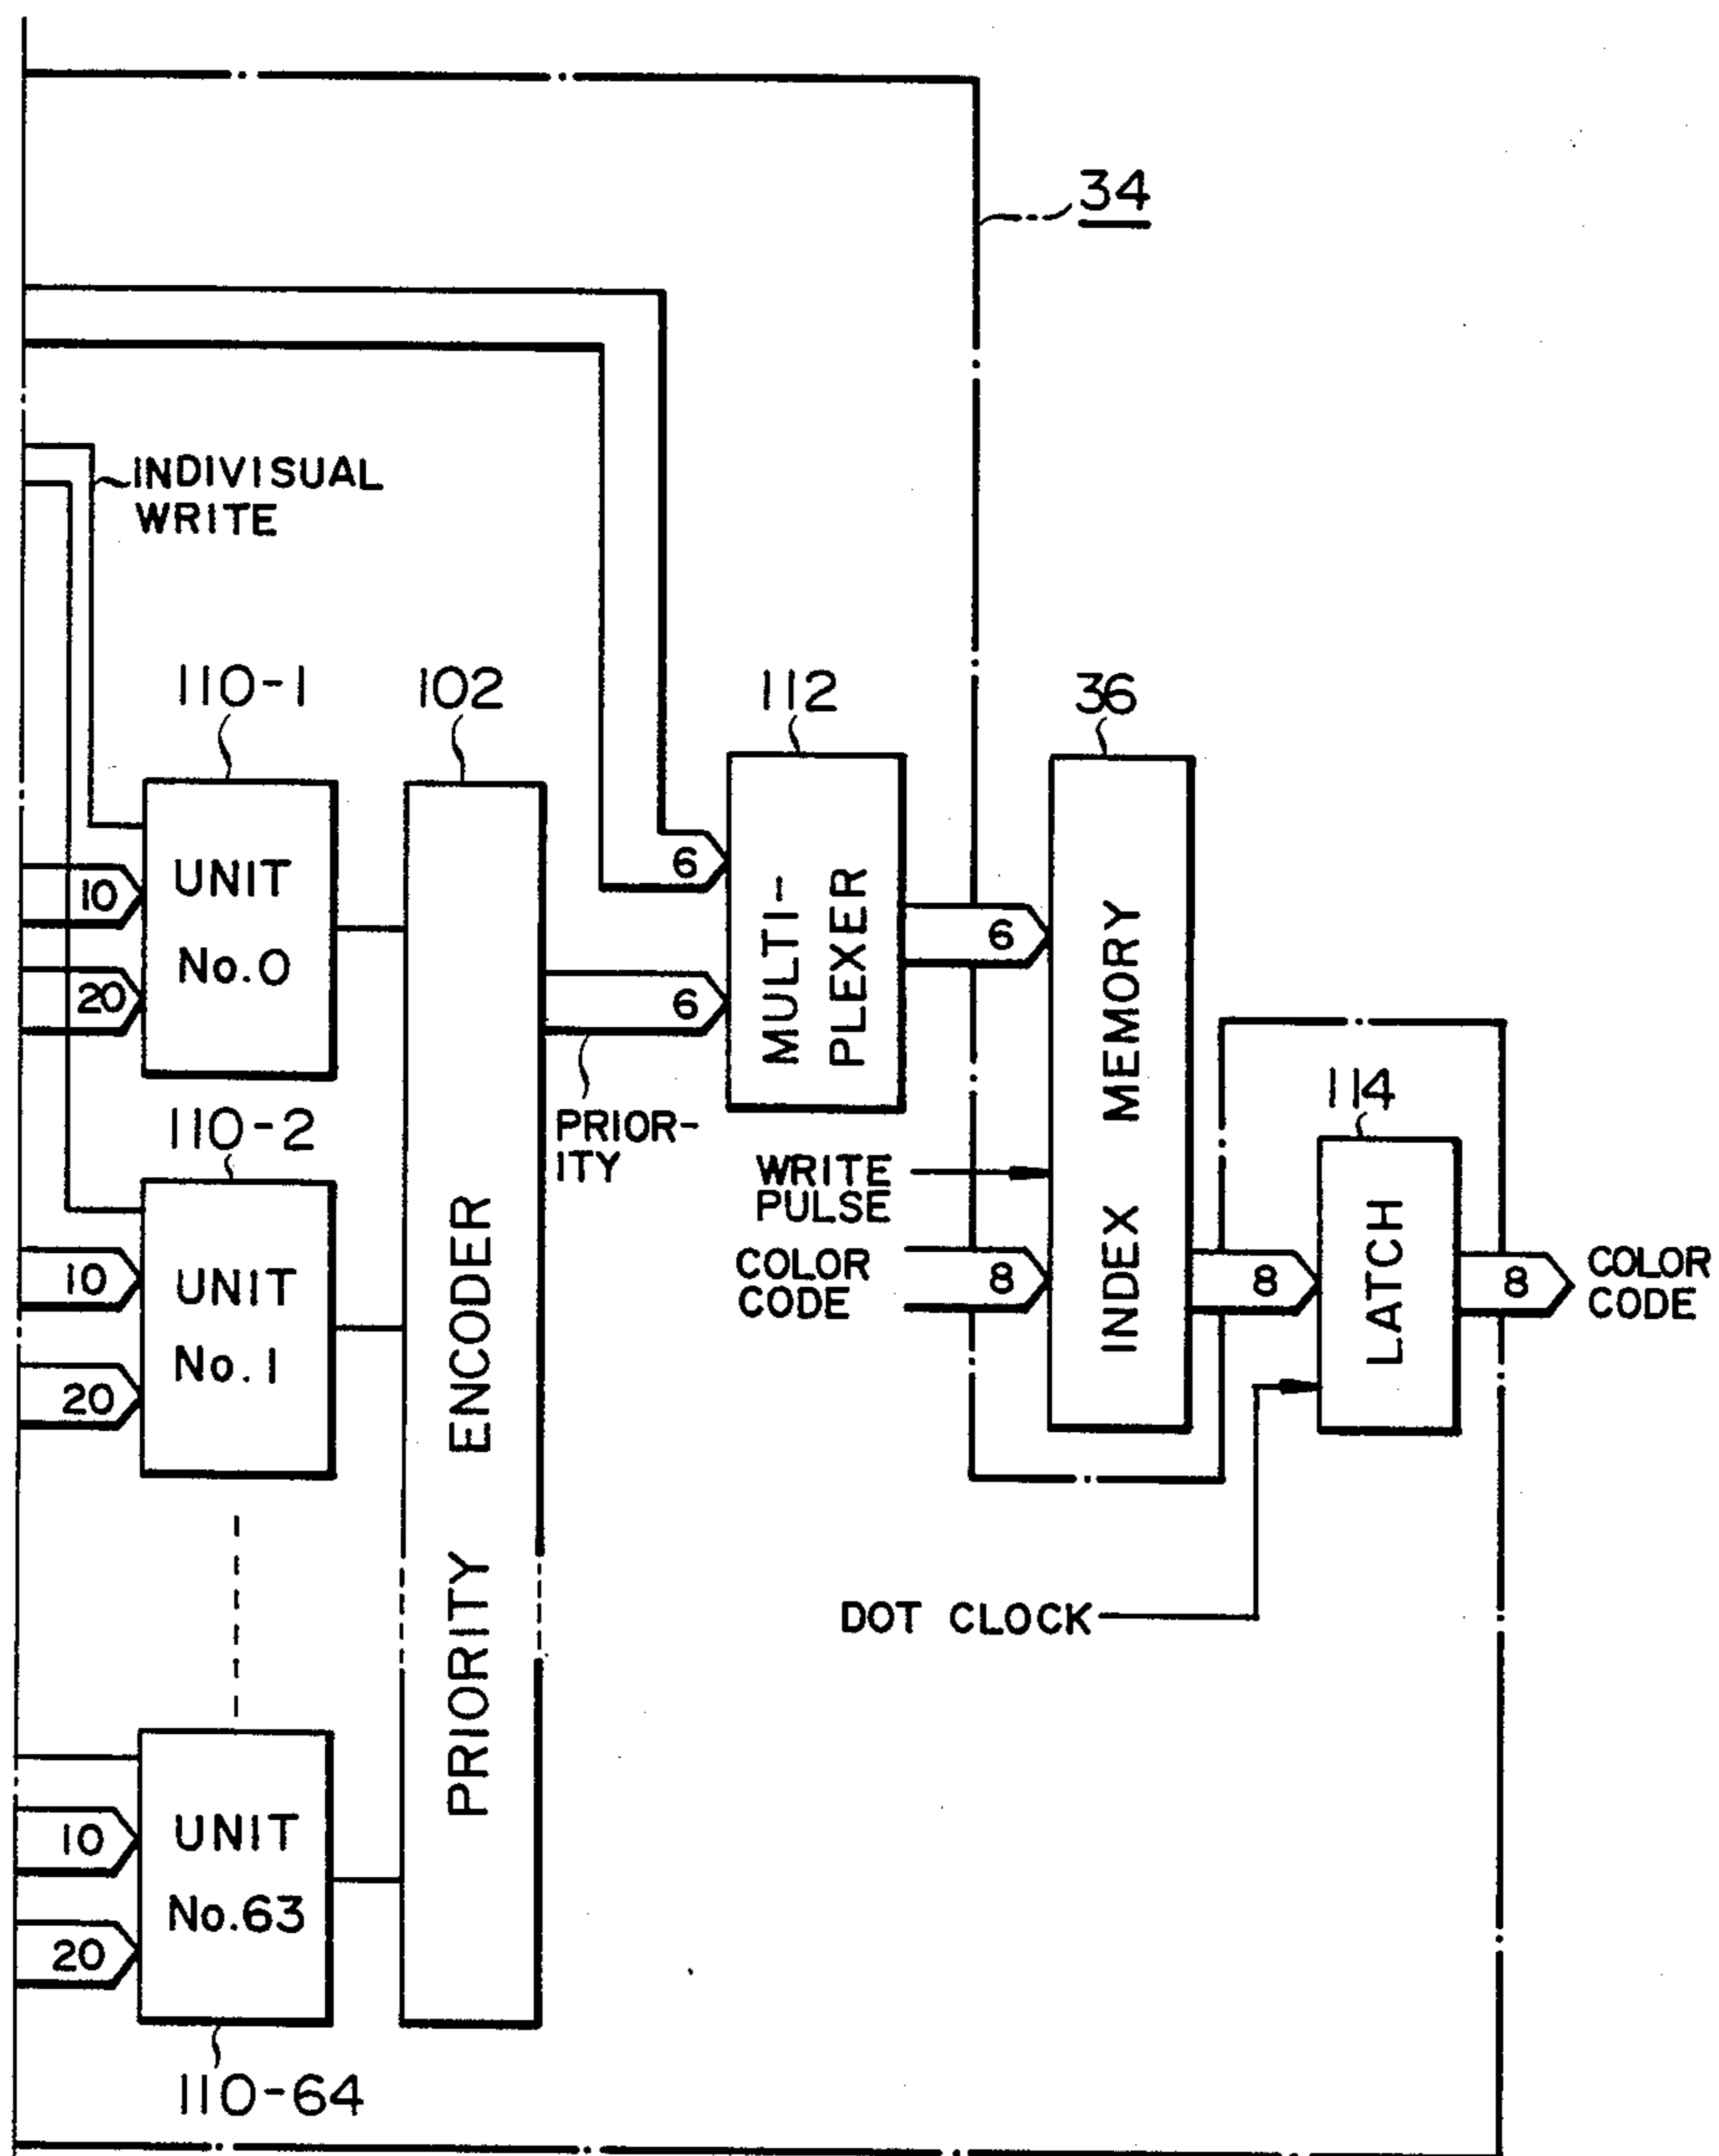 34
INDIVISUAL
WRITE
110-1
102
112
36
UNIT
No.0
10
20
6
6
6
MULTI-
PLEXER
INDEX MEMORY
110-2
PRIOR-
ITY
WRITE
PULSE
COLOR
CODE
8
8
114
LATCH
8
COLOR
CODE
10
20
UNIT
No.1
PRIORITY ENCODER
DOT CLOCK
10
20
UNIT
No.63
110-64